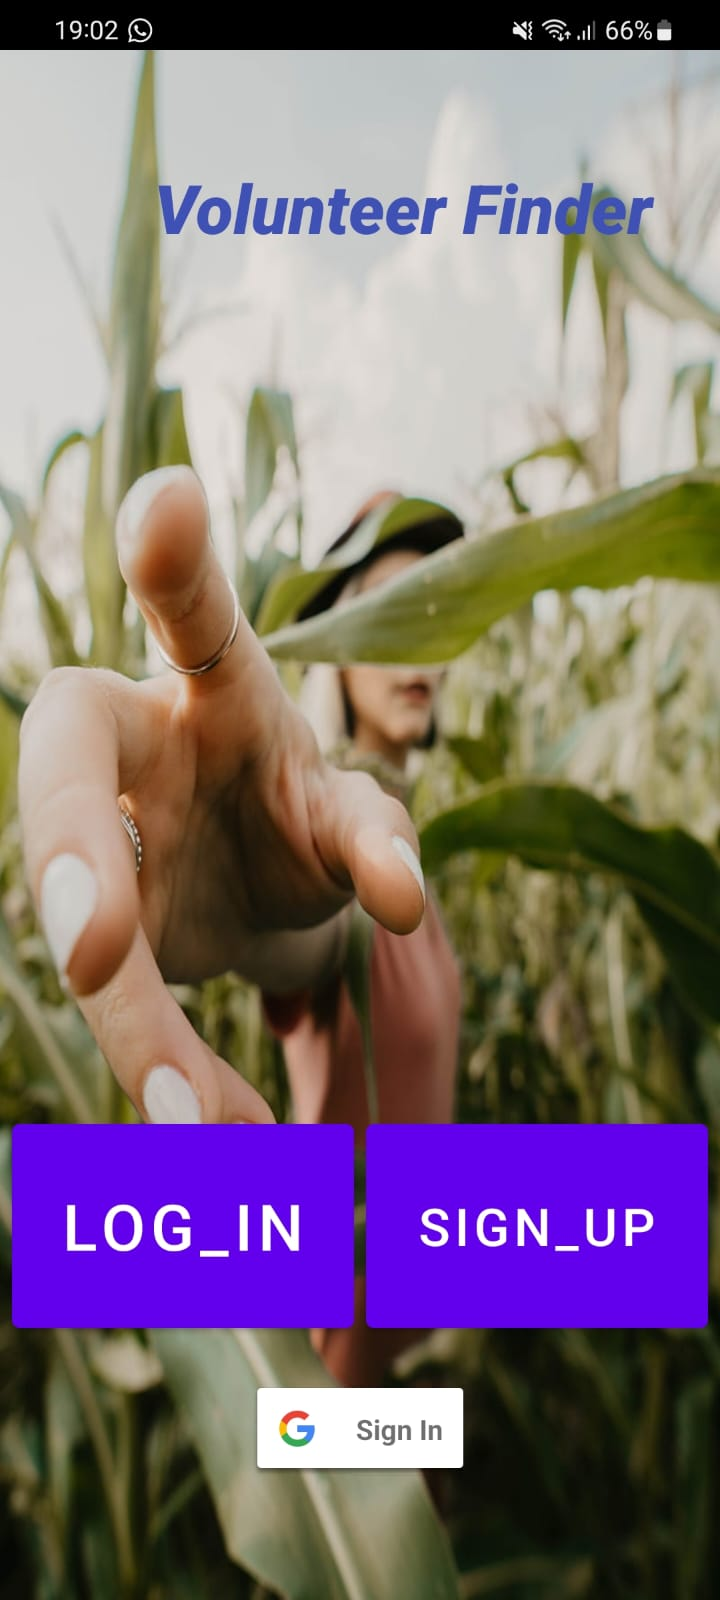 19:02 66%
Volunteer Finder
LOG_IN SIGN_UP
Sign In